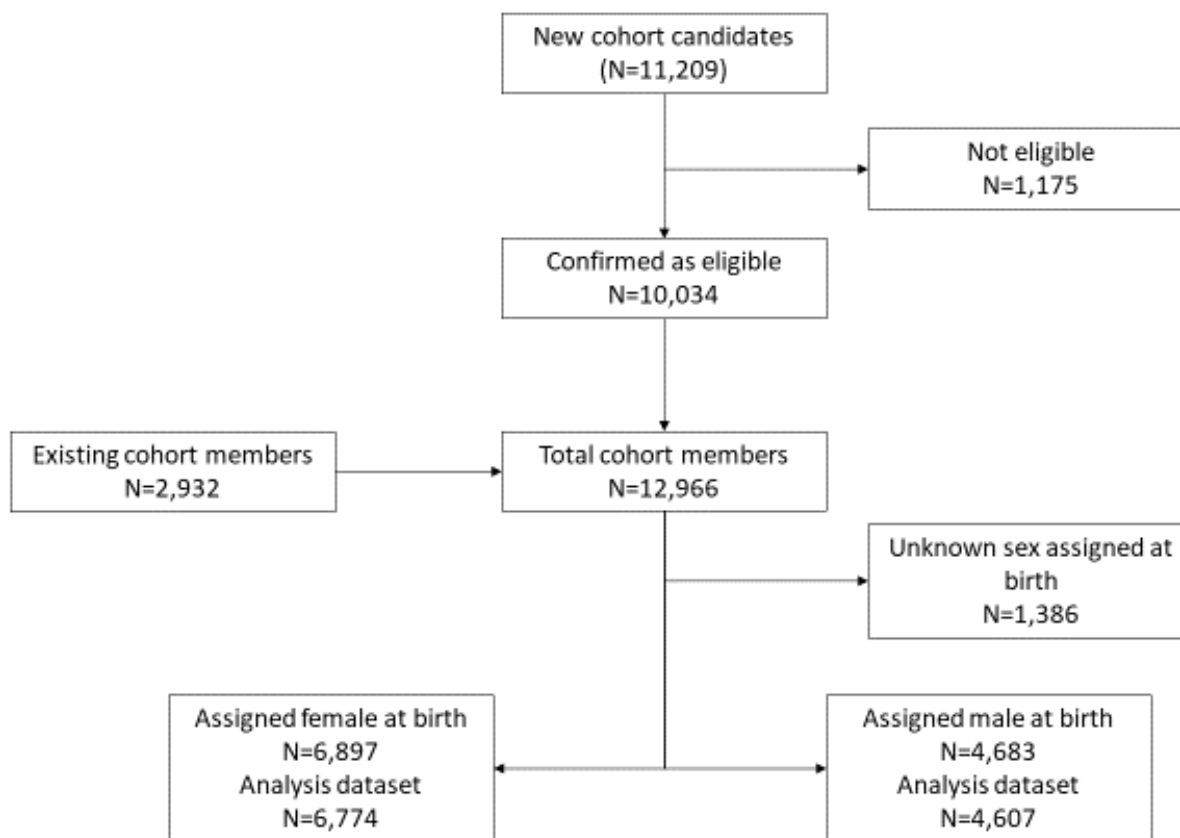 New cohort candidates
(N=11,209)
Not eligible
N=1,175
Confirmed as eligible
N=10,034
Existing cohort members
N=2,932
Total cohort members
N=12,966
Unknown sex assigned at
birth
N=1,386
Assigned female at birth
N=6,897
Analysis dataset
N=6,774
Assigned male at birth
N=4,683
Analysis dataset
N=4,607